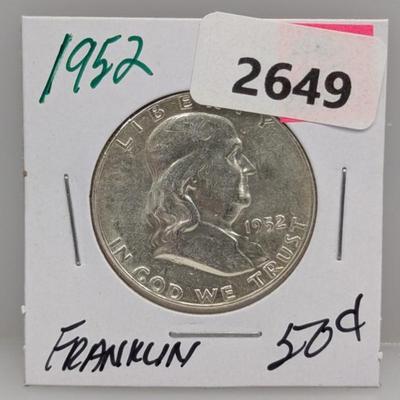 1952
2649
LIBERTY
1952
IN GOD WE TRUST
FRANKLIN 50¢